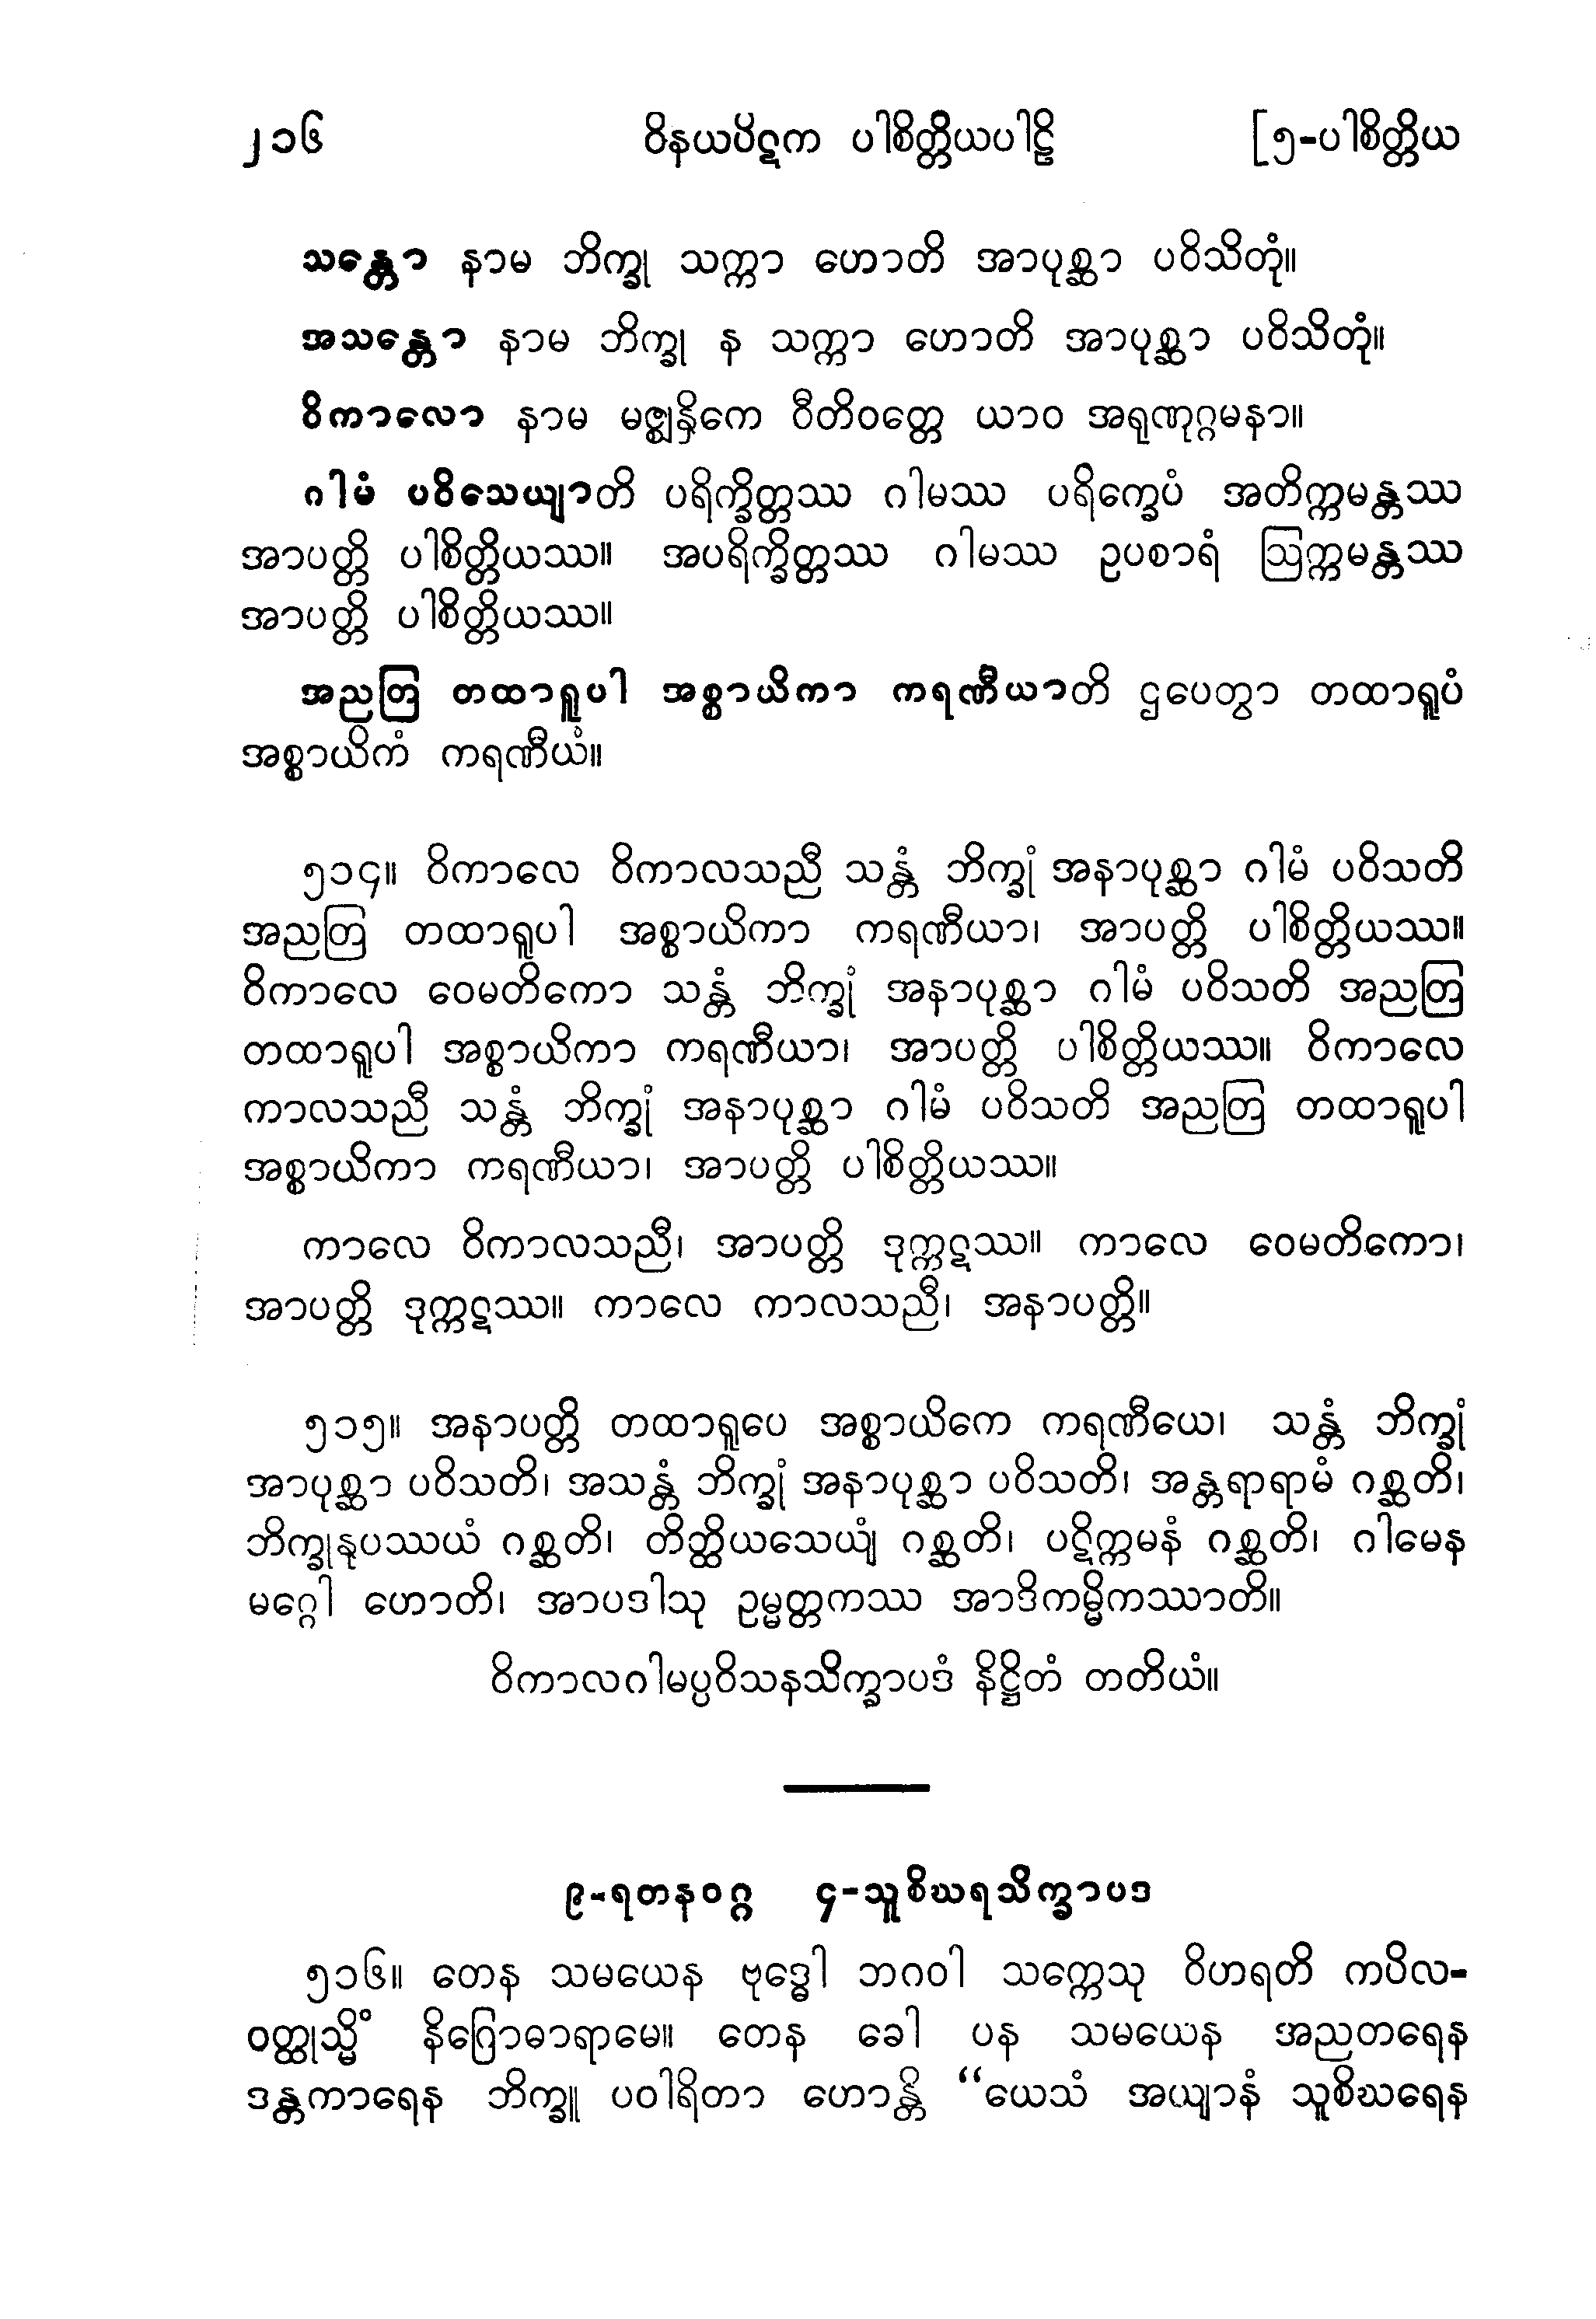 ၂၁၆ ဝိနယပိဋက ပါစိတ္တိယပါဠိ [၅-ပါစိတ္တိယ
သန္တော နာမ ဘိက္ခု သက္ကာ ဟောတိ အာပုစ္ဆာ ပဝိသိတုံ။
အသန္တော နာမ ဘိက္ခု န သက္ကာ ဟောတိ အာပုစ္ဆာ ပဝိသိတုံ။
ဝိကာလော နာမ မဇ္ဈန္ဟိကေ ဝီတိဝတ္တေ ယာဝ အရုဏုဂ္ဂမနာ။
ဂါမံ ပဝိသေယျာတိ ပရိက္ခိတ္တဿ ဂါမဿ ပရိက္ခေပံ အတိက္ကမန္တဿ
အာပတ္တိ ပါစိတ္တိယဿ။ အပရိက္ခိတ္တဿ ဂါမဿ ဥပစာရံ ဩက္ကမန္တဿ
အာပတ္တိ ပါစိတ္တိယဿ။
အညတြ တထာရူပါ အစ္စာယိကာ ကရဏီယာတိ ဌပေတွာ တထာရူပံ
အစ္စာယိကံ ကရဏီယံ။
၅၁၄။ ဝိကာလေ ဝိကာလသညီ သန္တံ ဘိက္ခုံ အနာပုစ္ဆာ ဂါမံ ပဝိသတိ
အညတြ တထာရူပါ အစ္စာယိကာ ကရဏီယာ၊ အာပတ္တိ ပါစိတ္တိယဿ။
ဝိကာလေ ဝေမတိကော သန္တံ ဘိက္ခုံ အနာပုစ္ဆာ ဂါမံ ပဝိသတိ အညတြ
တထာရူပါ အစ္စာယိကာ ကရဏီယာ၊ အာပတ္တိ ပါစိတ္တိယဿ။ ဝိကာလေ
ကာလသညီ သန္တံ ဘိက္ခုံ အနာပုစ္ဆာ ဂါမံ ပဝိသတိ အညတြ တထာရူပါ
အစ္စာယိကာ ကရဏီယာ၊ အာပတ္တိ ပါစိတ္တိယဿ။
ကာလေ ဝိကာလသညီ၊ အာပတ္တိ ဒုက္ကဋဿ။ ကာလေ ဝေမတိကော၊
အာပတ္တိ ဒုက္ကဋဿ။ ကာလေ ကာလသညီ၊ အနာပတ္တိ။
၅၁၅။ အနာပတ္တိ တထာရူပေ အစ္စာယိကေ ကရဏီယေ၊ သန္တံ ဘိက္ခုံ
အာပုစ္ဆာ ပဝိသတိ၊ အသန္တံ ဘိက္ခုံ အနာပုစ္ဆာ ပဝိသတိ၊ အန္တရာရာမံ ဂစ္ဆတိ၊
ဘိက္ခုနုပဿယံ ဂစ္ဆတိ၊ တိတ္ထိယသေယျံ ဂစ္ဆတိ၊ ပဋိက္ကမနံ ဂစ္ဆတိ၊ ဂါမေန
မဂ္ဂေါ ဟောတိ၊ အာပဒါသု ဥမ္မတ္တကဿ အာဒိကမ္မိကဿာတိ။
ဝိကာလဂါမပ္ပဝိသနသိက္ခာပဒံ နိဋ္ဌိတံ တတိယံ။
၉-ရတနဝဂ္ဂ ၄-သူစိဃရသိက္ခာပဒ
၅၁၆။ တေန သမယေန ဗုဒ္ဓေါ ဘဂဝါ သက္ကေသု ဝိဟရတိ ကပိလ-
ဝတ္ထုသ္မိံ နိဂြောဓာရာမေ။ တေန ခေါ ပန သမယေန အညတရေန
ဒန္တကာရေန ဘိက္ခူ ပဝါရိတာ ဟောန္တိ “ယေသံ အယျာနံ သူစိဃရေန